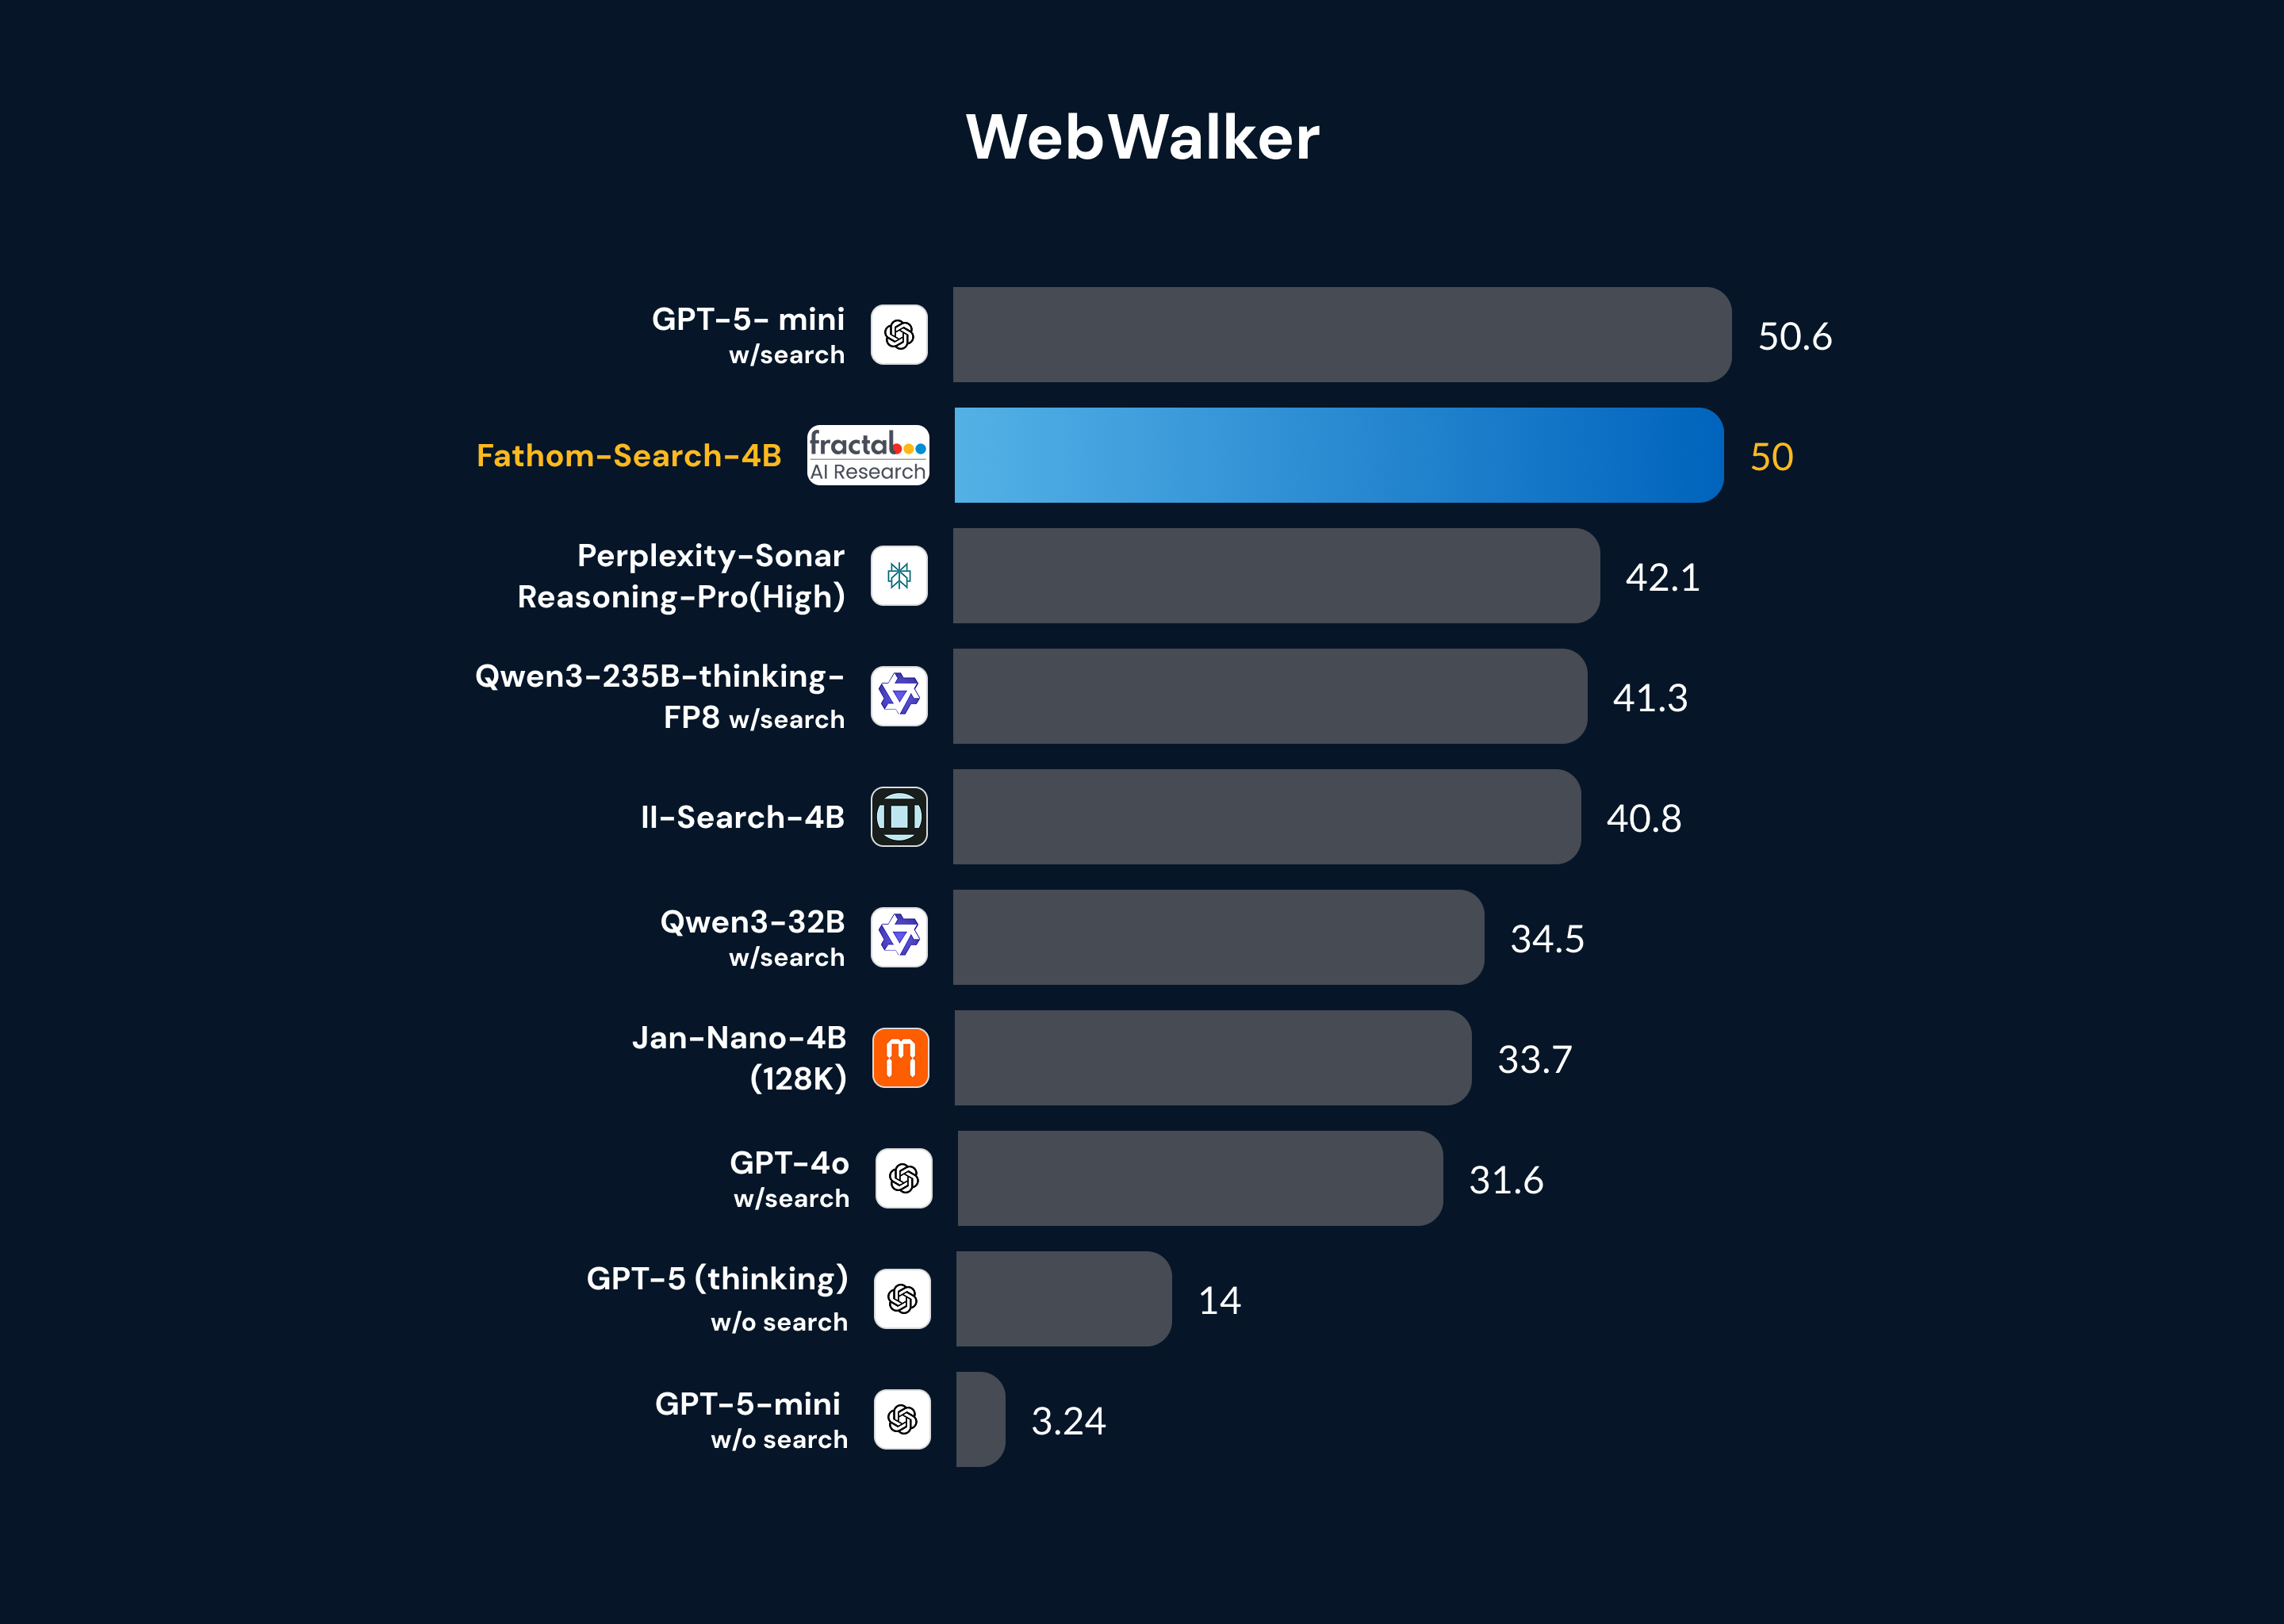 WebWalker
GPT-5- mini
w/search
50.6
Fathom-Search-4B
fractal
AI Research
50
Perplexity-Sonar
Reasoning-Pro(High)
42.1
Qwen3-235B-thinking-
FP8 w/search
41.3
II-Search-4B
40.8
Qwen3-32B
w/search
34.5
Jan-Nano-4B
(128K)
33.7
GPT-4o
w/search
31.6
GPT-5 (thinking)
w/o search
14
GPT-5-mini
w/o search
3.24